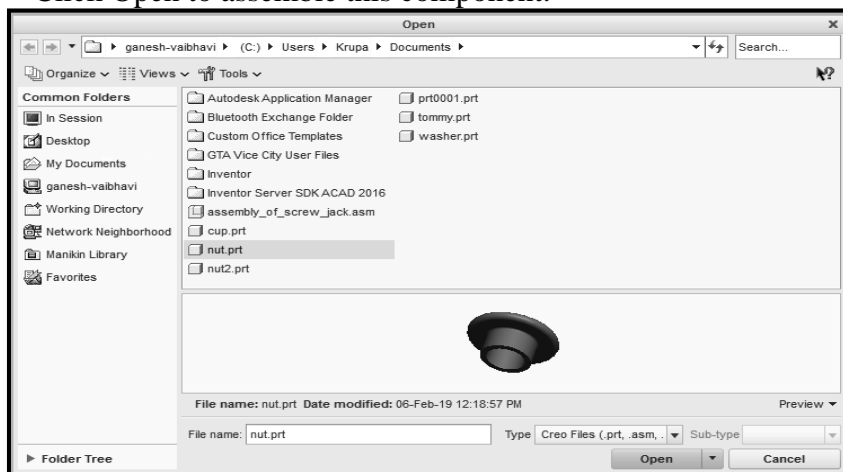 Click Open to assemble this component.
Open
ganesh-vaibhavi (C:) Users Krupa Documents Search...
Organize Views Tools
Common Folders
In Session
Desktop
My Documents
ganesh-vaibhavi
Working Directory
Network Neighborhood
Manikin Library
Favorites
Folder Tree
Autodesk Application Manager
Bluetooth Exchange Folder
Custom Office Templates
GTA Vice City User Files
Inventor
Inventor Server SDK ACAD 2016
assembly_of_screw_jack.asm
cup.prt
nut.prt
nut2.prt
prt0001.prt
tommy.prt
washer.prt
File name: nut.prt Date modified: 06-Feb-19 12:18:57 PM Preview
File name: nut.prt Type Creo Files (.prt, .asm, . Sub-type
Open Cancel